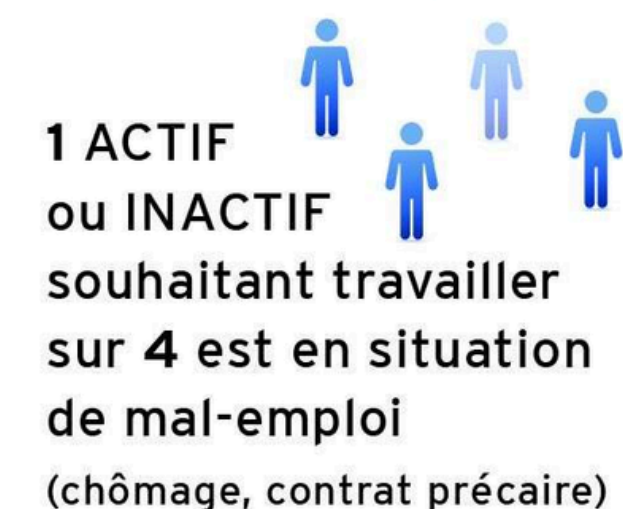 1 ACTIF
ou INACTIF
souhaitant travailler
sur 4 est en situation
de mal-emploi
(chômage, contrat précaire)